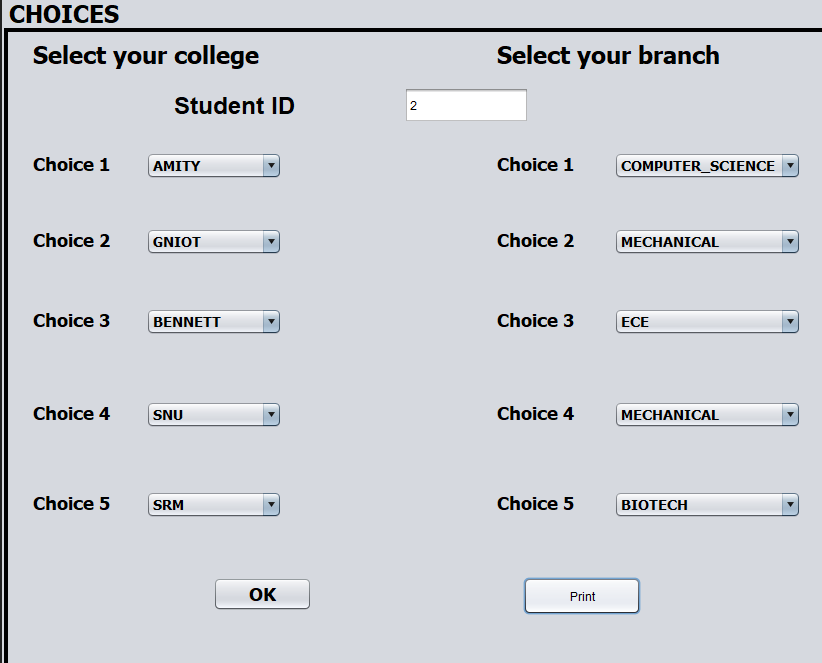 CHOICES
Select your college Select your branch
Student ID 2
Choice 1 AMITY Choice 1 COMPUTER_SCIENCE
Choice 2 GNIOT Choice 2 MECHANICAL
Choice 3 BENNETT Choice 3 ECE
Choice 4 SNU Choice 4 MECHANICAL
Choice 5 SRM Choice 5 BIOTECH
OK Print